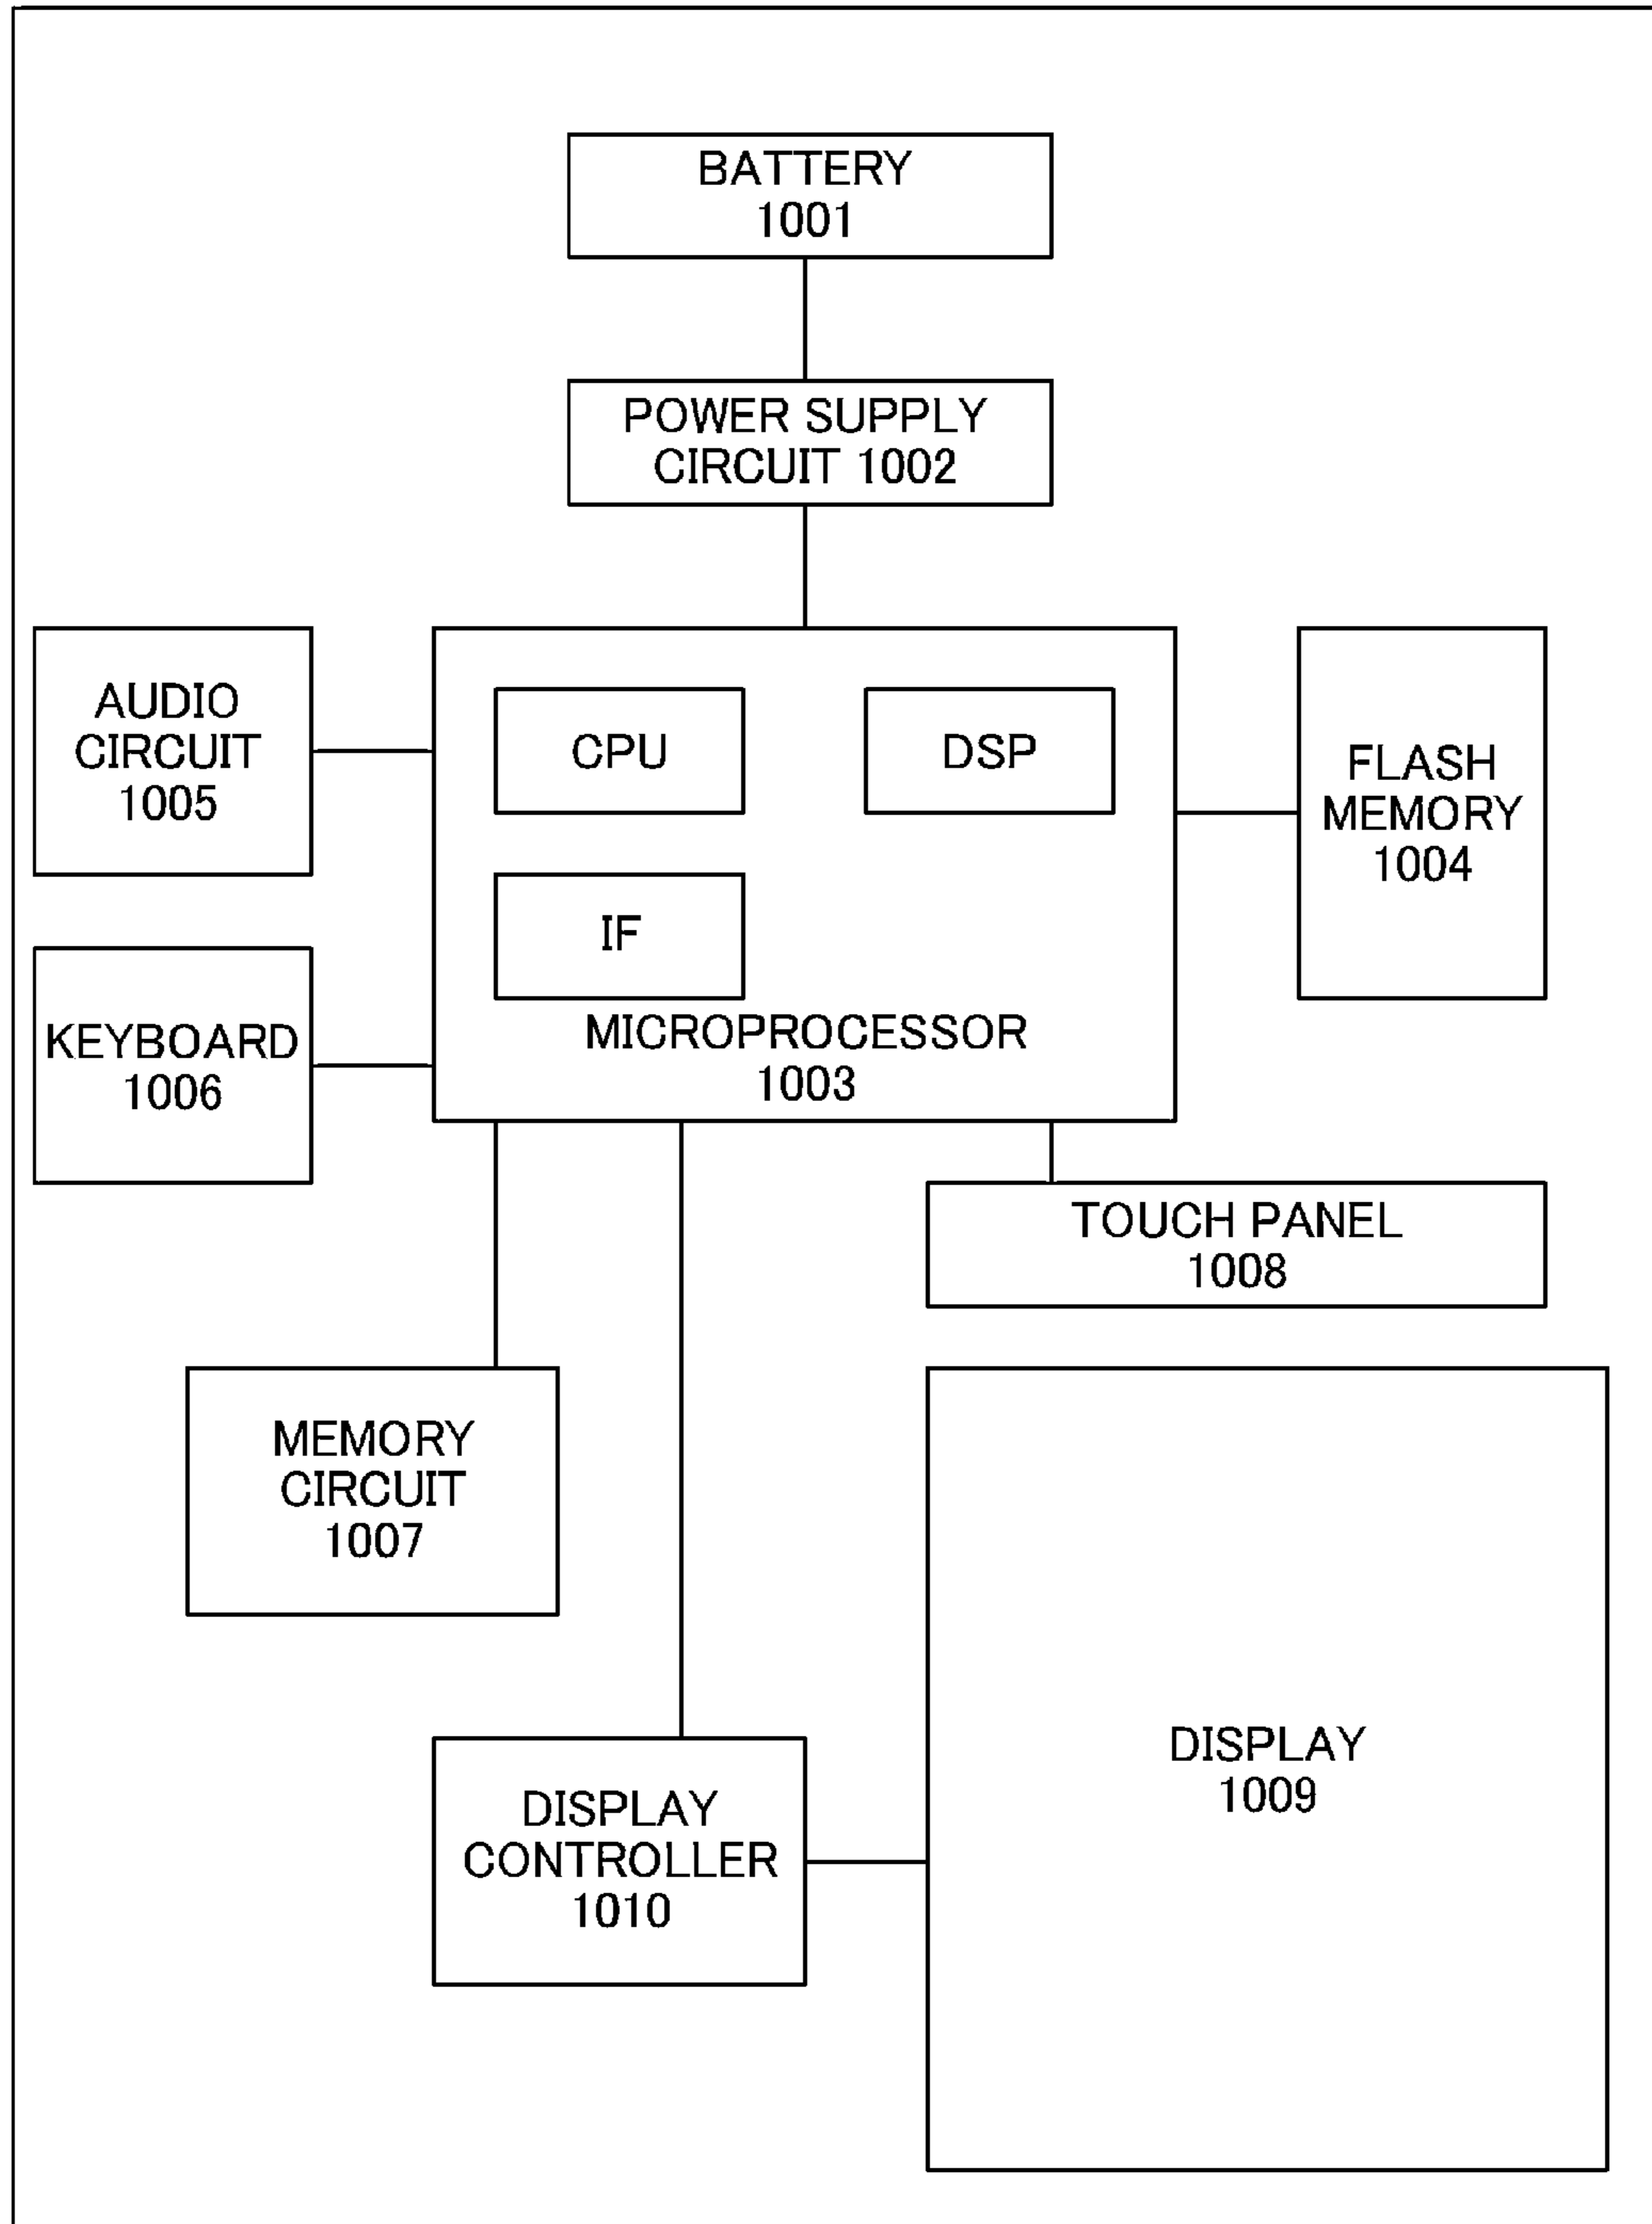 BATTERY
1001
POWER SUPPLY
CIRCUIT 1002
AUDIO
CIRCUIT
1005
CPU
DSP
FLASH
MEMORY
1004
IF
KEYBOARD
1006
MICROPROCESSOR
1003
TOUCH PANEL
1008
MEMORY
CIRCUIT
1007
DISPLAY
1009
DISPLAY
CONTROLLER
1010